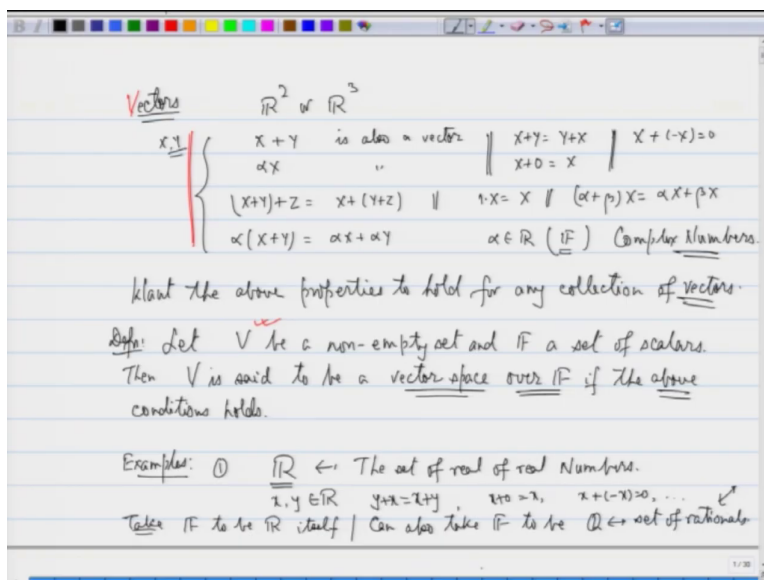 B I
Vectors ℝ² or ℝ³
x, y x + y is also a vector || x+y = y+x | x + (-x) = 0
αx " || x+0 = x
(x+y)+z = x+(y+z) || 1·x = x // (α+β)x = αx+βx
α(x+y) = αx+αy α ∈ ℝ (𝔽) Complex Numbers.
Want the above properties to hold for any collection of vectors.
Defn: Let V be a non-empty set and 𝔽 a set of scalars.
Then V is said to be a vector space over 𝔽 if the above
conditions holds.
Examples: ① ℝ ← The set of real of real Numbers.
x, y ∈ ℝ y+x = x+y, x+0 = x, x+(-x)=0, ...
Take 𝔽 to be ℝ itself | Can also take 𝔽 to be ℚ ↔ set of rationals
1/30